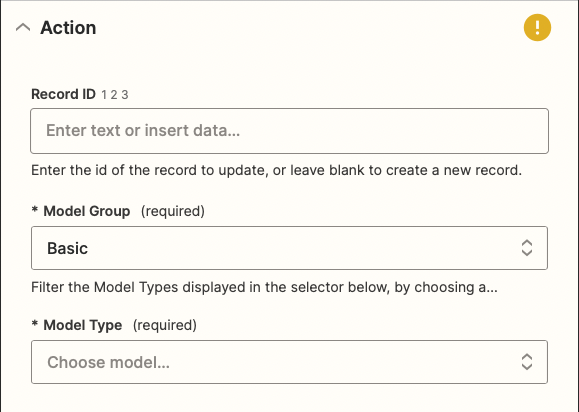 Action
Record ID 1 2 3
Enter text or insert data...
Enter the id of the record to update, or leave blank to create a new record.
* Model Group (required)
Basic
Filter the Model Types displayed in the selector below, by choosing a...
* Model Type (required)
Choose model...